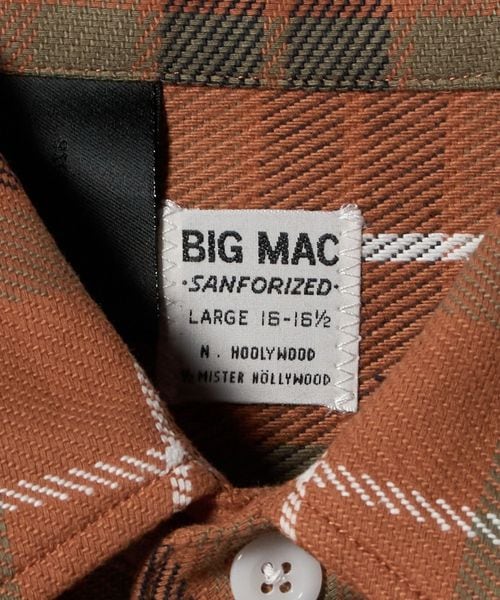 BIG MAC
·SANFORIZED·
LARGE 16-16½
N. HOOLYWOOD
MISTER HÖLLYWOOD